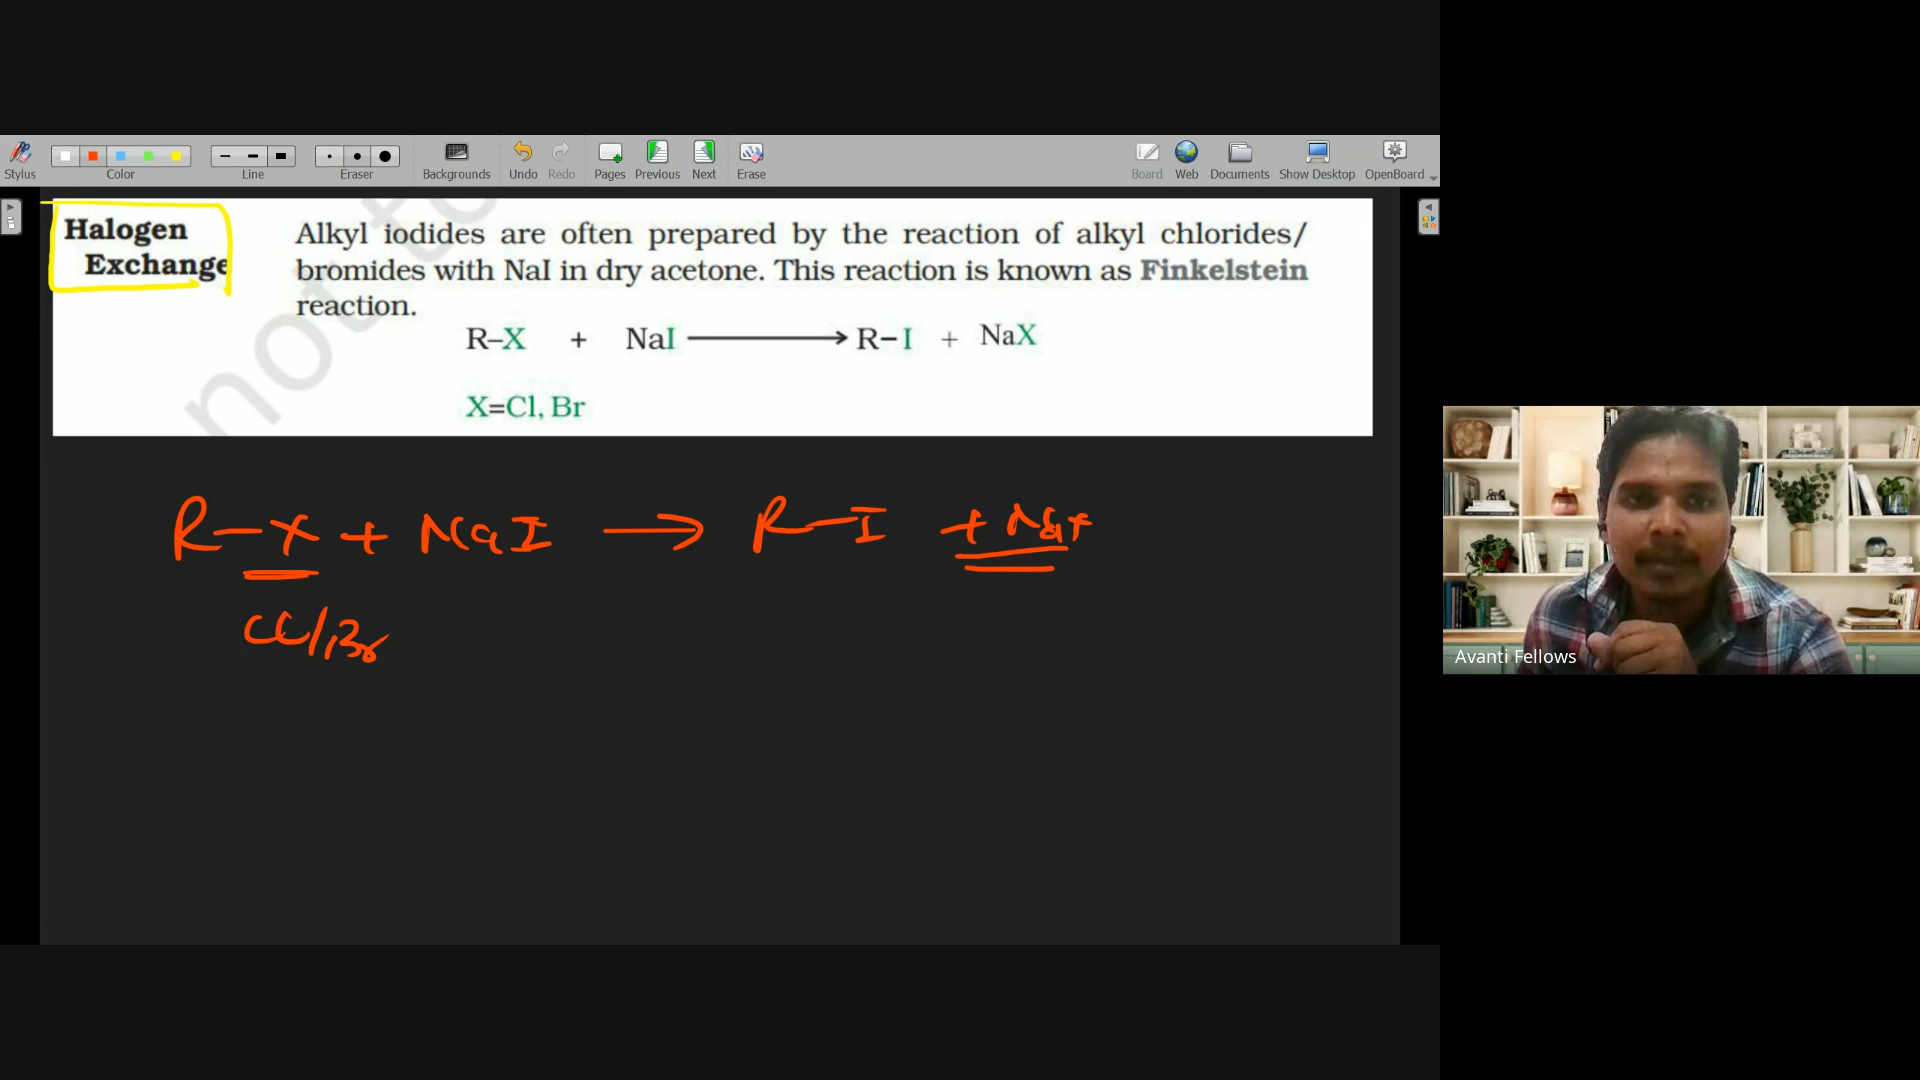 Stylus Color Line Eraser Backgrounds Undo Redo Pages Previous Next Erase Board Web Documents Show Desktop OpenBoard
Halogen
Exchange
Alkyl iodides are often prepared by the reaction of alkyl chlorides/
bromides with NaI in dry acetone. This reaction is known as Finkelstein
reaction.
R–X + NaI ⟶ R–I + NaX
X=Cl, Br
not to
R–X + NaI → R–I + NaX
Cl/Br
Avanti Fellows